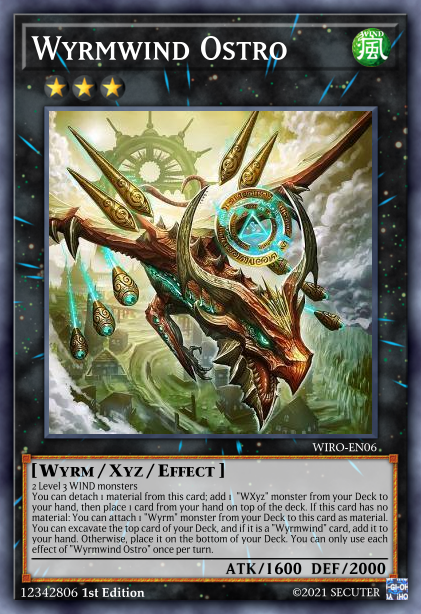 Wyrmwind Ostro
WIND
風
WIRO-EN06
[ Wyrm / Xyz / Effect ]
2 Level 3 WIND monsters
You can detach 1 material from this card; add 1 "WXyz" monster from your Deck to
your hand, then place 1 card from your hand on top of the deck. If this card has no
material: You can attach 1 "Wyrm" monster from your Deck to this card as material.
You can excavate the top card of your Deck, and if it is a "Wyrmwind" card, add it to
your hand. Otherwise, place it on the bottom of your Deck. You can only use each
effect of "Wyrmwind Ostro" once per turn.
ATK/1600 DEF/2000
12342806 1st Edition
©2021 SECUTER